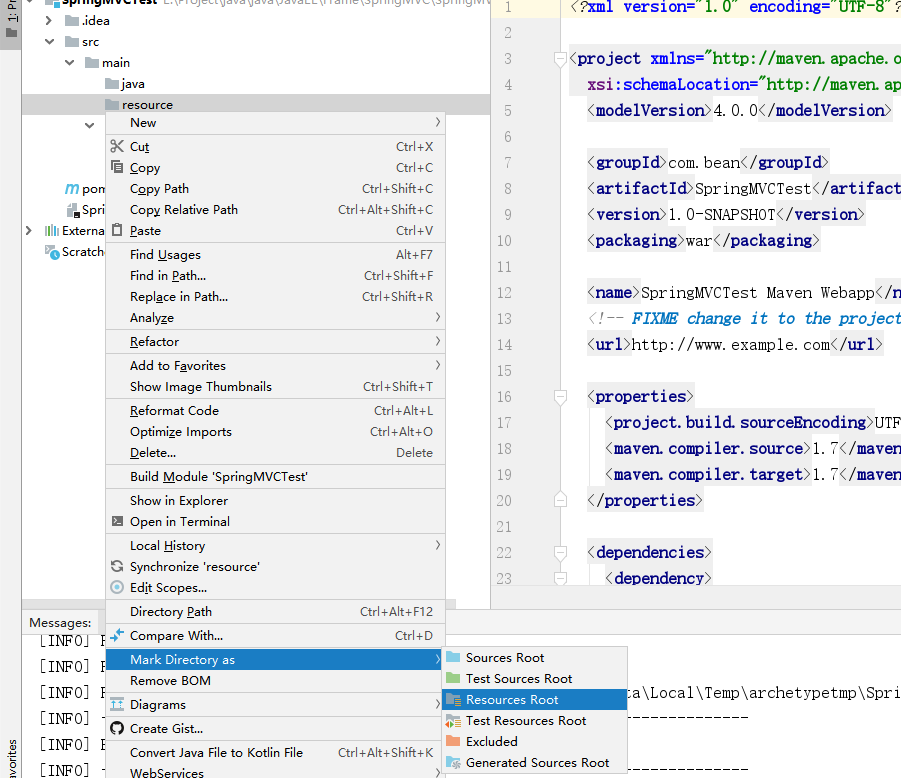 1: P
SpringMVCTest
.idea
src
main
java
resource
pom
Spri
Externa
Scratche
New
Cut Ctrl+X
Copy Ctrl+C
Copy Path Ctrl+Shift+C
Copy Relative Path Ctrl+Alt+Shift+C
Paste Ctrl+V
Find Usages Alt+F7
Find in Path... Ctrl+Shift+F
Replace in Path... Ctrl+Shift+R
Analyze
Refactor
Add to Favorites
Show Image Thumbnails Ctrl+Shift+T
Reformat Code Ctrl+Alt+L
Optimize Imports Ctrl+Alt+O
Delete... Delete
Build Module 'SpringMVCTest'
Show in Explorer
Open in Terminal
Local History
Synchronize 'resource'
Edit Scopes...
Directory Path Ctrl+Alt+F12
Compare With... Ctrl+D
Mark Directory as
Remove BOM
Diagrams
Create Gist...
Convert Java File to Kotlin File Ctrl+Alt+Shift+K
WebServices
Sources Root
Test Sources Root
Resources Root
Test Resources Root
Excluded
Generated Sources Root
1 <?xml version="1.0" encoding="UTF-8"?
2
3 <project xmlns="http://maven.apache.o
4 xsi:schemaLocation="http://maven.ap
5 <modelVersion>4.0.0</modelVersion>
6
7 <groupId>com.bean</groupId>
8 <artifactId>SpringMVCTest</artifact
9 <version>1.0-SNAPSHOT</version>
10 <packaging>war</packaging>
11
12 <name>SpringMVCTest Maven Webapp</n
13 <!-- FIXME change it to the project
14 <url>http://www.example.com</url>
15
16 <properties>
17 <project.build.sourceEncoding>UTF
18 <maven.compiler.source>1.7</maven
19 <maven.compiler.target>1.7</maven
20 </properties>
21
22 <dependencies>
23 <dependency>
Messages:
[INFO]
[INFO]
[INFO] ta\Local\Temp\archetypetmp\Spri
[INFO] ---------------
[INFO]
[INFO] ---------------
avorites